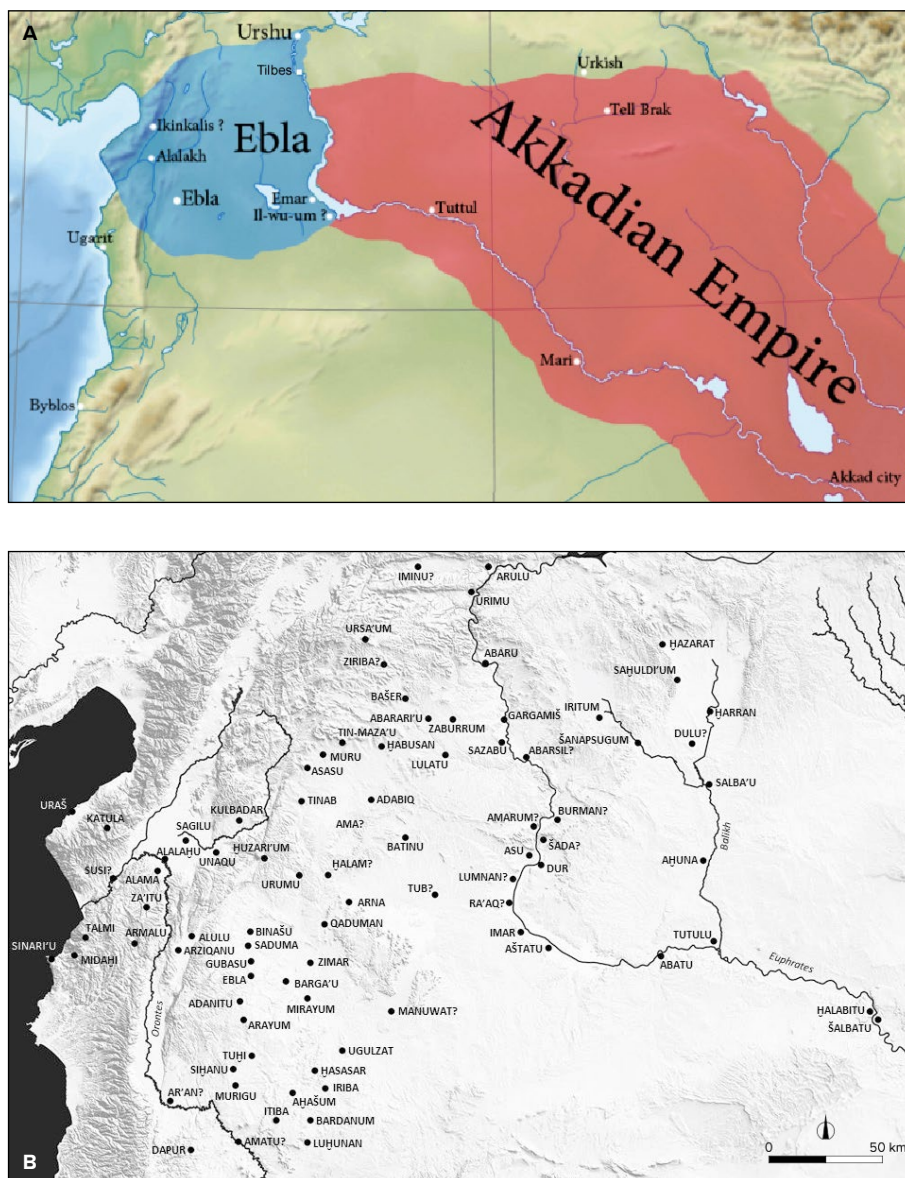 A
Urshu
Tilbes
Urkish
Tell Brak
Ikinkalis ?
Ebla
Alalakh
Ebla
Emar
Il-wu-um ?
Tuttul
Akkadian Empire
Ugarit
Mari
Byblos
Akkad city
IMINU?
ARULU
URIMU
URSA'UM
ZIRIBA?
ABARU
ḪAZARAT
SAḪULDI'UM
BAŠER
ABARARI'U
ZABURRUM
GARGAMIŠ
IRITUM
ḪARRAN
TIN-MAZA'U
ḪABUSAN
SAZABU
ŠANAPSUGUM
DULU?
MURU
LULATU
ABARSIL?
ASASU
SALBA'U
URAŠ
KATULA
KULBADAR
TINAB
ADABIQ
AMA?
AMARUM?
BURMAN?
Balikh
SAGILU
BATINU
ŠADA?
ALALAḪU
UNAQU
ḪUZARI'UM
ASU
DUR
AḪUNA
SUSI?
ALAMA
URUMU
ḪALAM?
LUMNAN?
ZA'ITU
TUB?
ARNA
RA'AQ?
TALMI
ARMALU
ALULU
BINAŠU
QADUMAN
IMAR
TUTULU
SINARI'U
MIDAḪI
ARZIQANU
SADUMA
AŠTATU
GUBASU
ZIMAR
ABATU
Euphrates
EBLA
BARGA'U
ADANITU
MIRAYUM
MANUWAT?
ḪALABITU
ŠALBATU
Orontes
ARAYUM
TUḪI
UGULZAT
SIḪANU
ḪASASAR
MURIGU
IRIBA
AR'AN?
AḪAŠUM
ITIBA
BARDANUM
AMATU?
LUḪUNAN
DAPUR
0 50 km
B